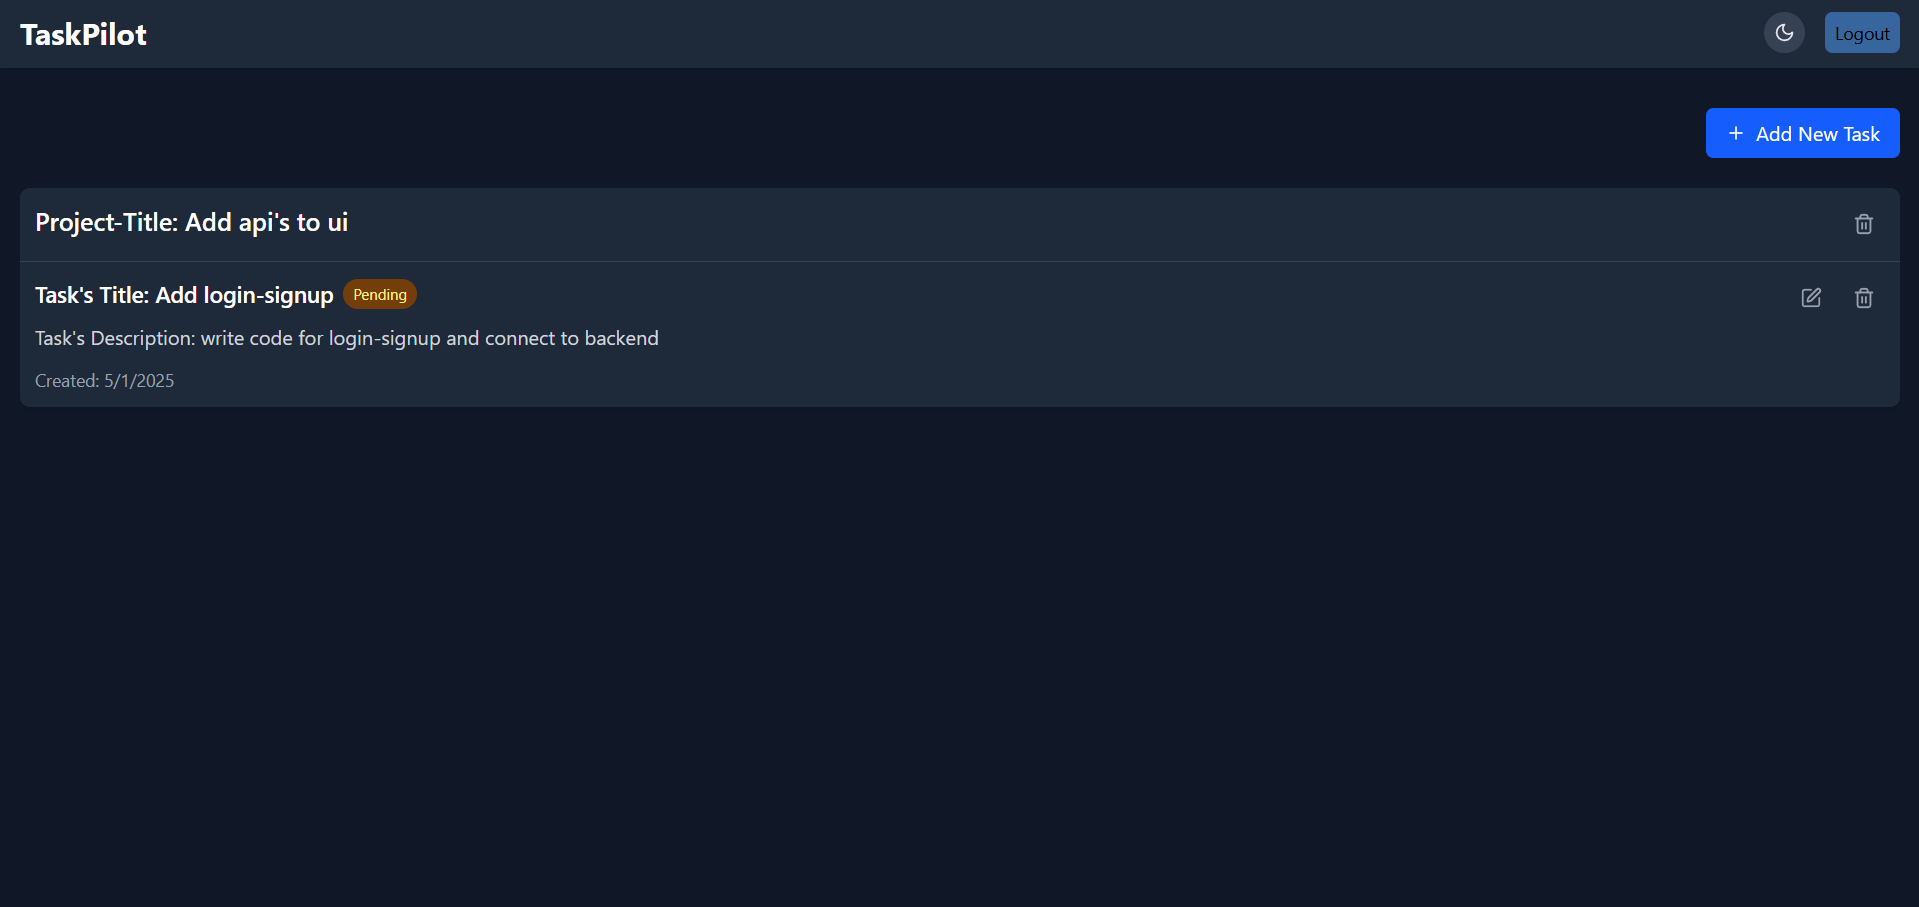 TaskPilot
Logout
Add New Task
Project-Title: Add api's to ui
Task's Title: Add login-signup Pending
Task's Description: write code for login-signup and connect to backend
Created: 5/1/2025